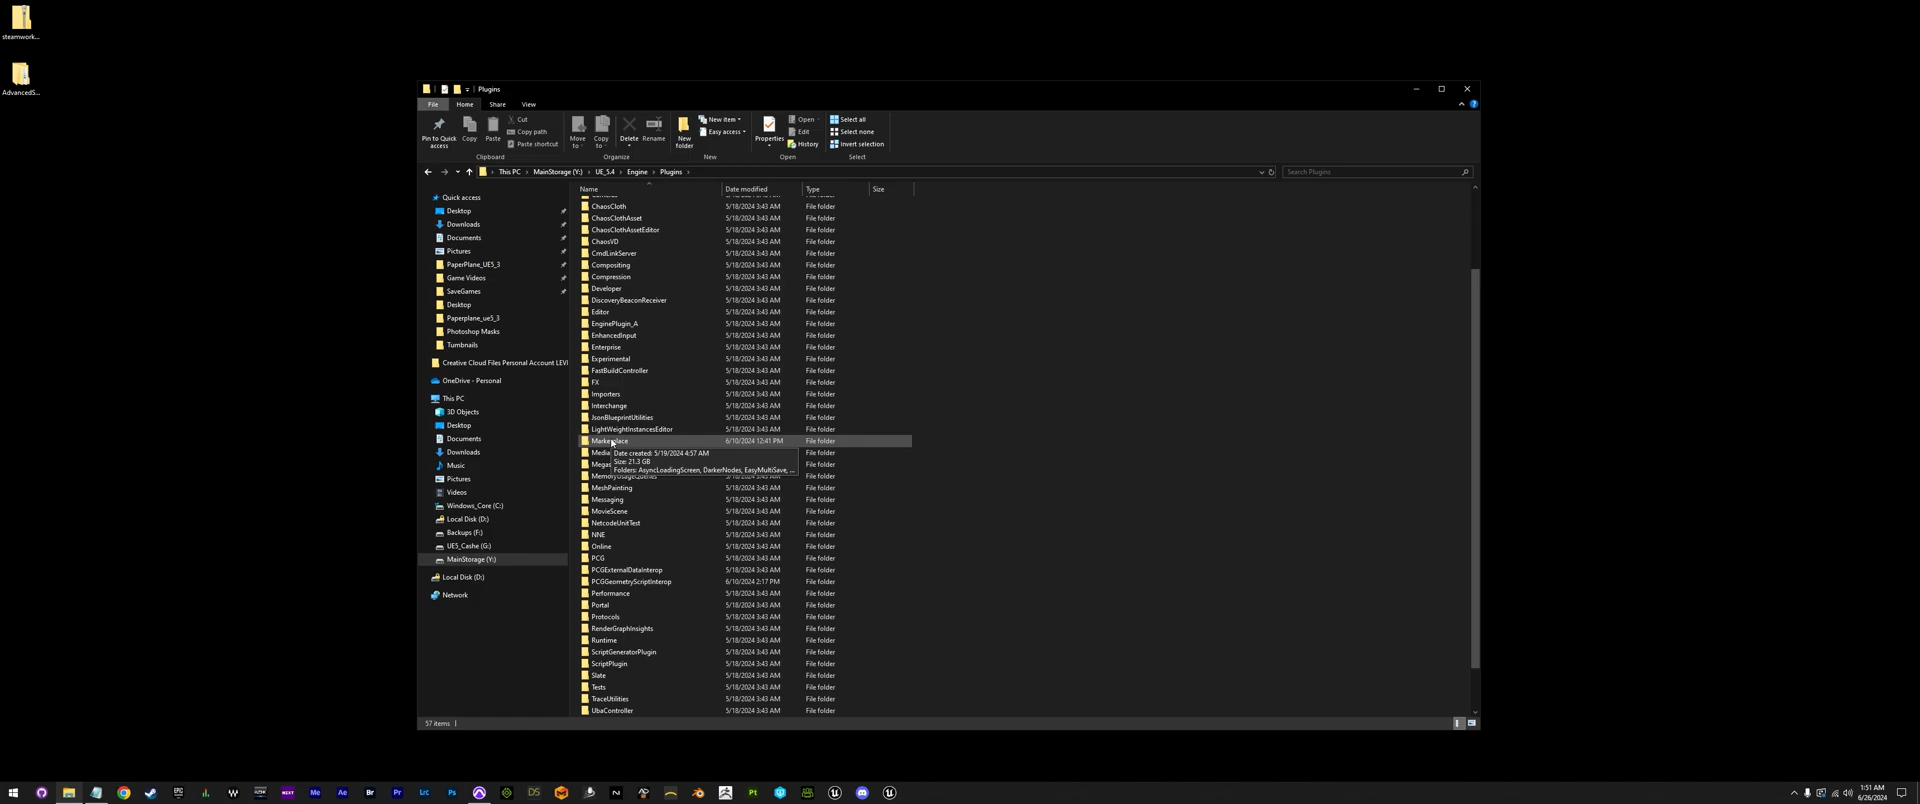 steamwork...
AdvancedS...
Plugins
File Home Share View
Pin to Quick access
Copy
Paste
Cut
Copy path
Paste shortcut
Clipboard
Move to
Copy to
Delete
Rename
Organize
New folder
New item
Easy access
New
Properties
Open
Edit
History
Open
Select all
Select none
Invert selection
Select
This PC > MainStorage (Y:) > UE_5.4 > Engine > Plugins >
Search Plugins
Quick access
Desktop
Downloads
Documents
Pictures
PaperPlane_UE5_3
Game Videos
SaveGames
Desktop
Paperplane_ue5_3
Photoshop Masks
Tumbnails
Creative Cloud Files Personal Account LEVI
OneDrive - Personal
This PC
3D Objects
Desktop
Documents
Downloads
Music
Pictures
Videos
Windows_Core (C:)
Local Disk (D:)
Backups (F:)
UE5_Cashe (G:)
MainStorage (Y:)
Local Disk (D:)
Network
Name Date modified Type Size
ChaosCloth 5/18/2024 3:43 AM File folder
ChaosClothAsset 5/18/2024 3:43 AM File folder
ChaosClothAssetEditor 5/18/2024 3:43 AM File folder
ChaosVD 5/18/2024 3:43 AM File folder
CmdLinkServer 5/18/2024 3:43 AM File folder
Compositing 5/18/2024 3:43 AM File folder
Compression 5/18/2024 3:43 AM File folder
Developer 5/18/2024 3:43 AM File folder
DiscoveryBeaconReceiver 5/18/2024 3:43 AM File folder
Editor 5/18/2024 3:43 AM File folder
EnginePlugin_A 5/18/2024 3:43 AM File folder
EnhancedInput 5/18/2024 3:43 AM File folder
Enterprise 5/18/2024 3:43 AM File folder
Experimental 5/18/2024 3:43 AM File folder
FastBuildController 5/18/2024 3:43 AM File folder
FX 5/18/2024 3:43 AM File folder
Importers 5/18/2024 3:43 AM File folder
Interchange 5/18/2024 3:43 AM File folder
JsonBlueprintUtilities 5/18/2024 3:43 AM File folder
LightWeightInstancesEditor 5/18/2024 3:43 AM File folder
Marketplace 6/10/2024 12:41 PM File folder
Media 5/18/2024 3:43 AM File folder
Date created: 5/19/2024 4:57 AM
Size: 21.3 GB
Folders: AsyncLoadingScreen, DarkerNodes, EasyMultiSave, ...
Megas File folder
MemoryUsageQueries 5/18/2024 3:43 AM File folder
MeshPainting 5/18/2024 3:43 AM File folder
Messaging 5/18/2024 3:43 AM File folder
MovieScene 5/18/2024 3:43 AM File folder
NetcodeUnitTest 5/18/2024 3:43 AM File folder
NNE 5/18/2024 3:43 AM File folder
Online 5/18/2024 3:43 AM File folder
PCG 5/18/2024 3:43 AM File folder
PCGExternalDataInterop 5/18/2024 3:43 AM File folder
PCGGeometryScriptInterop 6/10/2024 2:17 PM File folder
Performance 5/18/2024 3:43 AM File folder
Portal 5/18/2024 3:43 AM File folder
Protocols 5/18/2024 3:43 AM File folder
RenderGraphInsights 5/18/2024 3:43 AM File folder
Runtime 5/18/2024 3:43 AM File folder
ScriptGeneratorPlugin 5/18/2024 3:43 AM File folder
ScriptPlugin 5/18/2024 3:43 AM File folder
Slate 5/18/2024 3:43 AM File folder
Tests 5/18/2024 3:43 AM File folder
TraceUtilities 5/18/2024 3:43 AM File folder
UbaController 5/18/2024 3:43 AM File folder
57 items
1:51 AM
6/26/2024